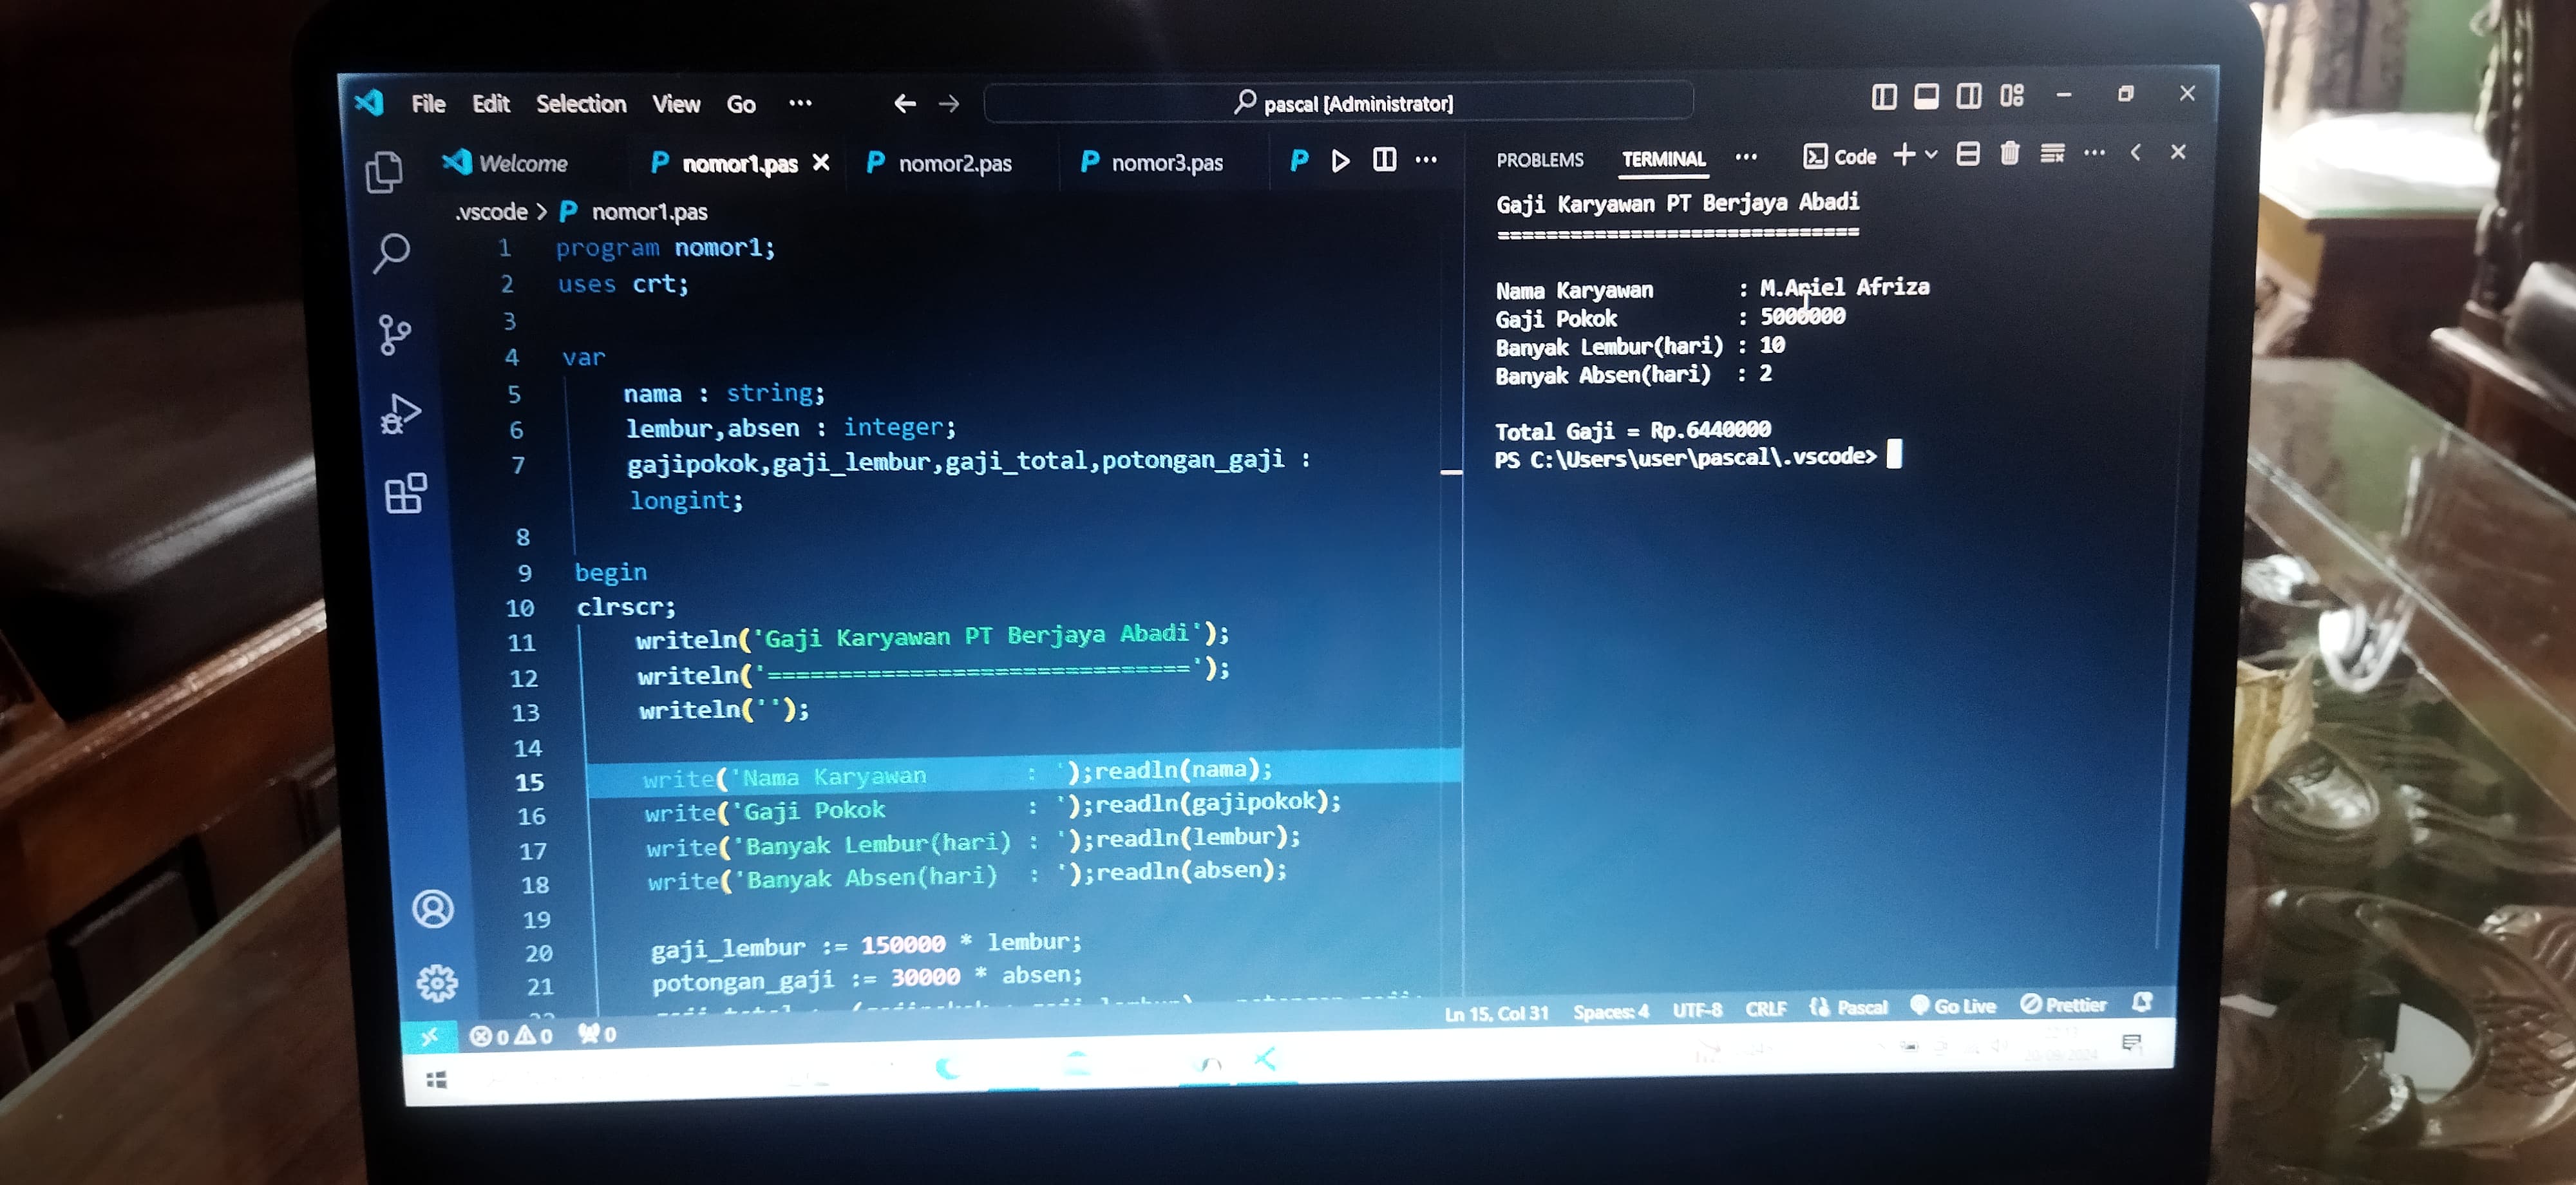 File Edit Selection View Go ... pascal [Administrator]
Welcome nomor1.pas nomor2.pas nomor3.pas
.vscode > nomor1.pas
1 program nomor1;
2 uses crt;
3
4 var
5 nama : string;
6 lembur,absen : integer;
7 gajipokok,gaji_lembur,gaji_total,potongan_gaji :
longint;
8
9 begin
10 clrscr;
11 writeln('Gaji Karyawan PT Berjaya Abadi');
12 writeln('==============================');
13 writeln('');
14
15 write('Nama Karyawan        : ');readln(nama);
16 write('Gaji Pokok           : ');readln(gajipokok);
17 write('Banyak Lembur(hari) : ');readln(lembur);
18 write('Banyak Absen(hari)  : ');readln(absen);
19
20 gaji_lembur := 150000 * lembur;
21 potongan_gaji := 30000 * absen;
PROBLEMS TERMINAL ... Code
Gaji Karyawan PT Berjaya Abadi
==============================
Nama Karyawan       : M.Ariel Afriza
Gaji Pokok          : 5000000
Banyak Lembur(hari) : 10
Banyak Absen(hari)  : 2
Total Gaji = Rp.6440000
PS C:\Users\user\pascal\.vscode>
0 0 0 Ln 15, Col 31 Spaces: 4 UTF-8 CRLF Pascal Go Live Prettier